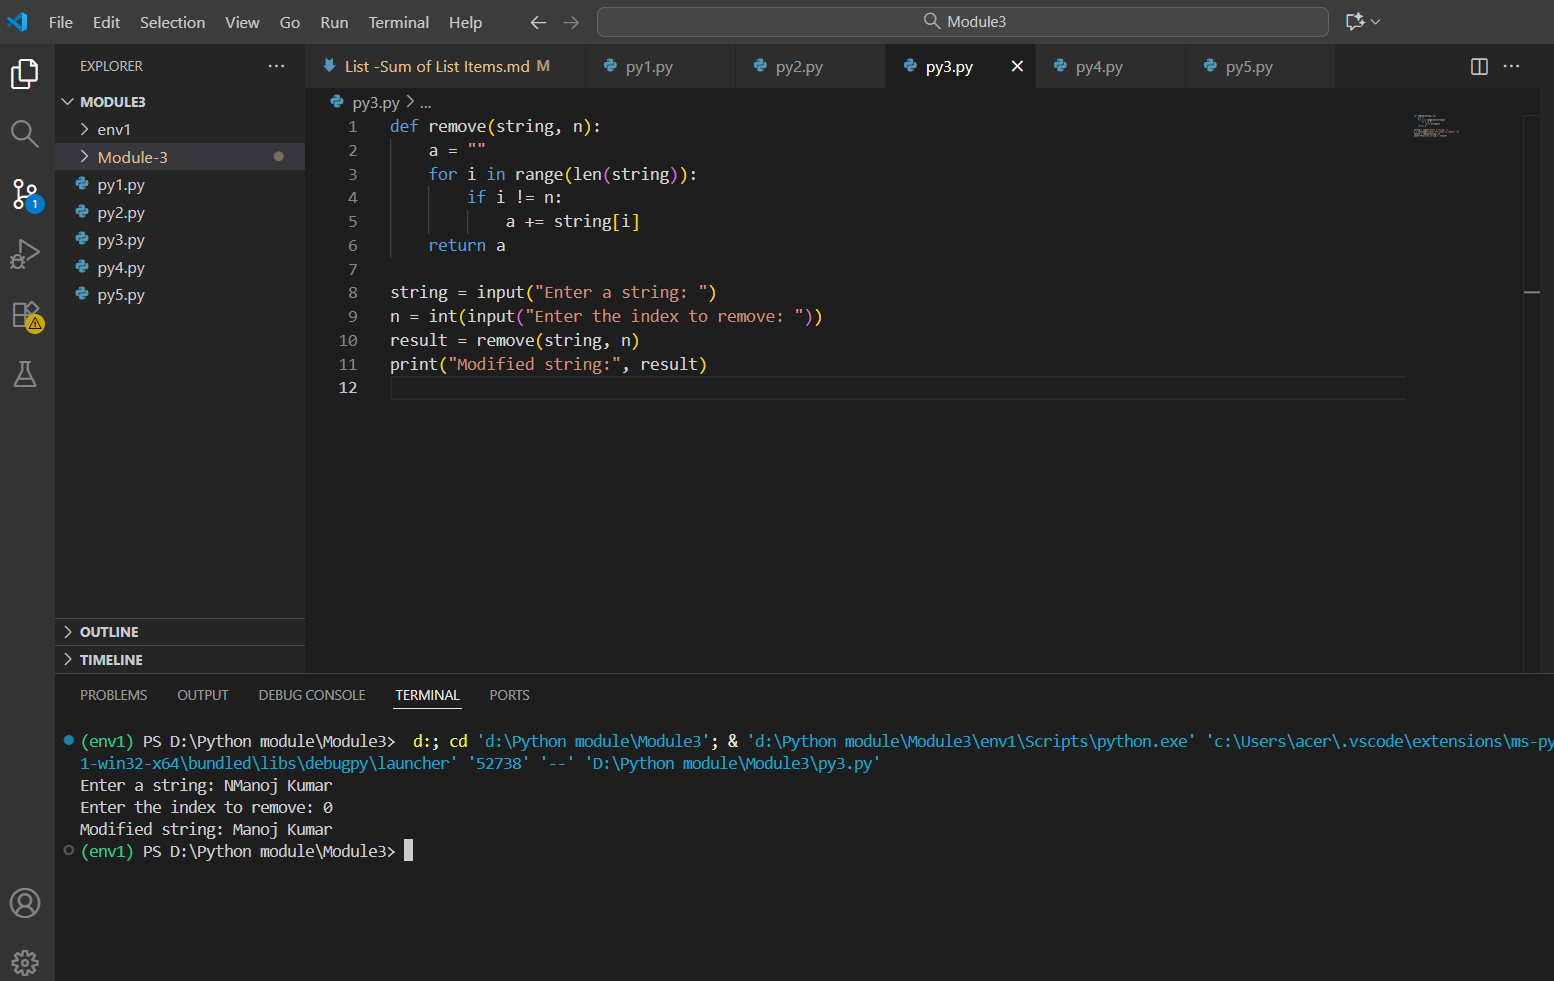 File Edit Selection View Go Run Terminal Help
Module3
EXPLORER
MODULE3
env1
Module-3
py1.py
py2.py
py3.py
py4.py
py5.py
OUTLINE
TIMELINE
1
List -Sum of List Items.md M
py1.py
py2.py
py3.py
py4.py
py5.py
py3.py > ...
1 def remove(string, n):
2     a = ""
3     for i in range(len(string)):
4         if i != n:
5             a += string[i]
6     return a
7
8 string = input("Enter a string: ")
9 n = int(input("Enter the index to remove: "))
10 result = remove(string, n)
11 print("Modified string:", result)
12
PROBLEMS OUTPUT DEBUG CONSOLE TERMINAL PORTS
(env1) PS D:\Python module\Module3>  d:; cd 'd:\Python module\Module3'; & 'd:\Python module\Module3\env1\Scripts\python.exe' 'c:\Users\acer\.vscode\extensions\ms-py
1-win32-x64\bundled\libs\debugpy\launcher' '52738' '--' 'D:\Python module\Module3\py3.py'
Enter a string: NManoj Kumar
Enter the index to remove: 0
Modified string: Manoj Kumar
(env1) PS D:\Python module\Module3>